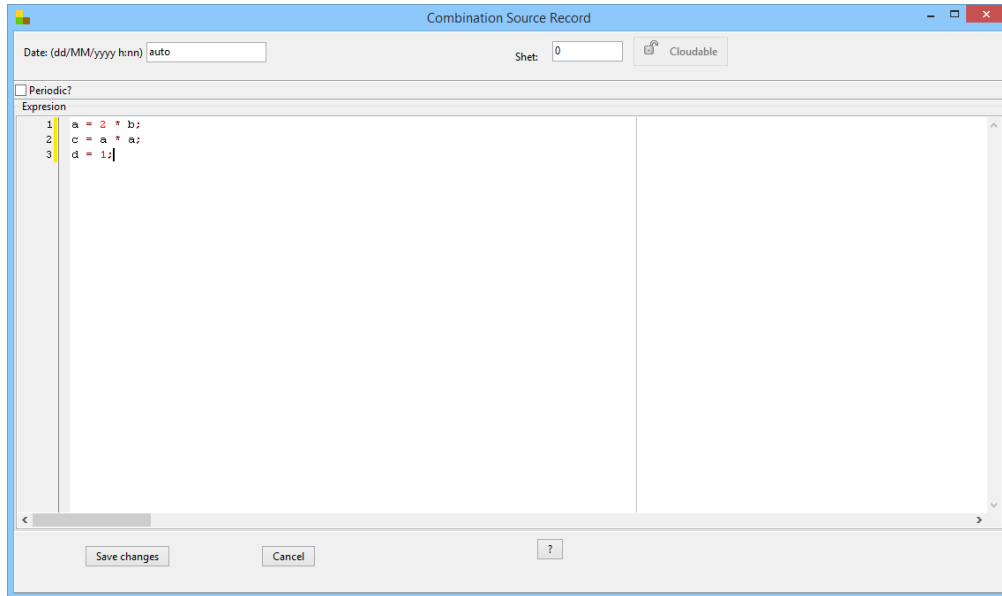 Combination Source Record
Date: (dd/MM/yyyy h:nn) auto
Shet: 0
Cloudable
Periodic?
Expresion
1 a = 2 * b;
2 c = a * a;
3 d = 1;
Save changes
Cancel
?